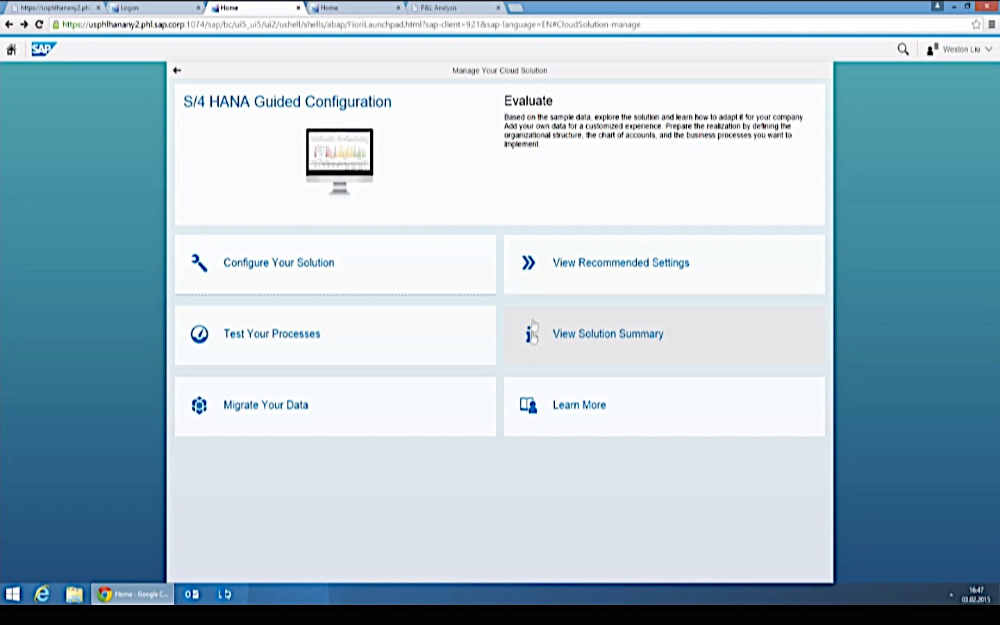 https://usphlhanany2.phl
Logon
Home
Home
P&L Analysis
https://usphlhanany2.phl.sap.corp:1074/sap/bc/ui5_ui5/ui2/ushell/shells/abap/FioriLaunchpad.html?sap-client=921&sap-language=EN#CloudSolution-manage
SAP
Weston Liu
Manage Your Cloud Solution
S/4 HANA Guided Configuration
Evaluate
Based on the sample data, explore the solution and learn how to adapt it for your company.
Add your own data for a customized experience. Prepare the realization by defining the
organizational structure, the chart of accounts, and the business processes you want to
implement.
Configure Your Solution
View Recommended Settings
Test Your Processes
View Solution Summary
Migrate Your Data
Learn More
Home - Google C...
16:47
03.02.2015